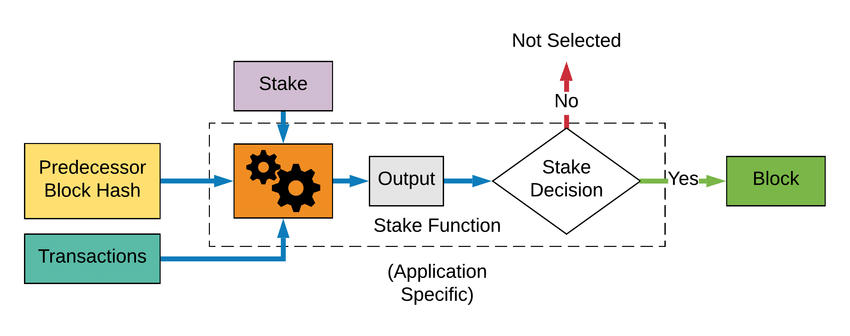 Not Selected
Stake
No
Predecessor
Block Hash
Output
Stake
Decision
Yes
Block
Stake Function
Transactions
(Application
Specific)